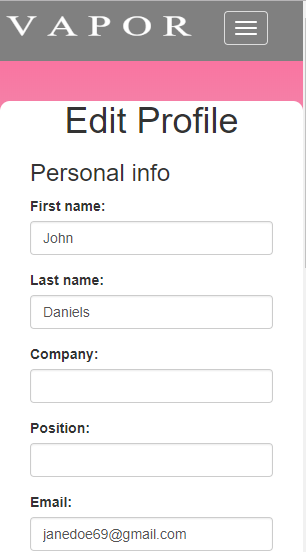 VAPOR
Edit Profile
Personal info
First name:
John
Last name:
Daniels
Company:
Position:
Email:
janedoe69@gmail.com